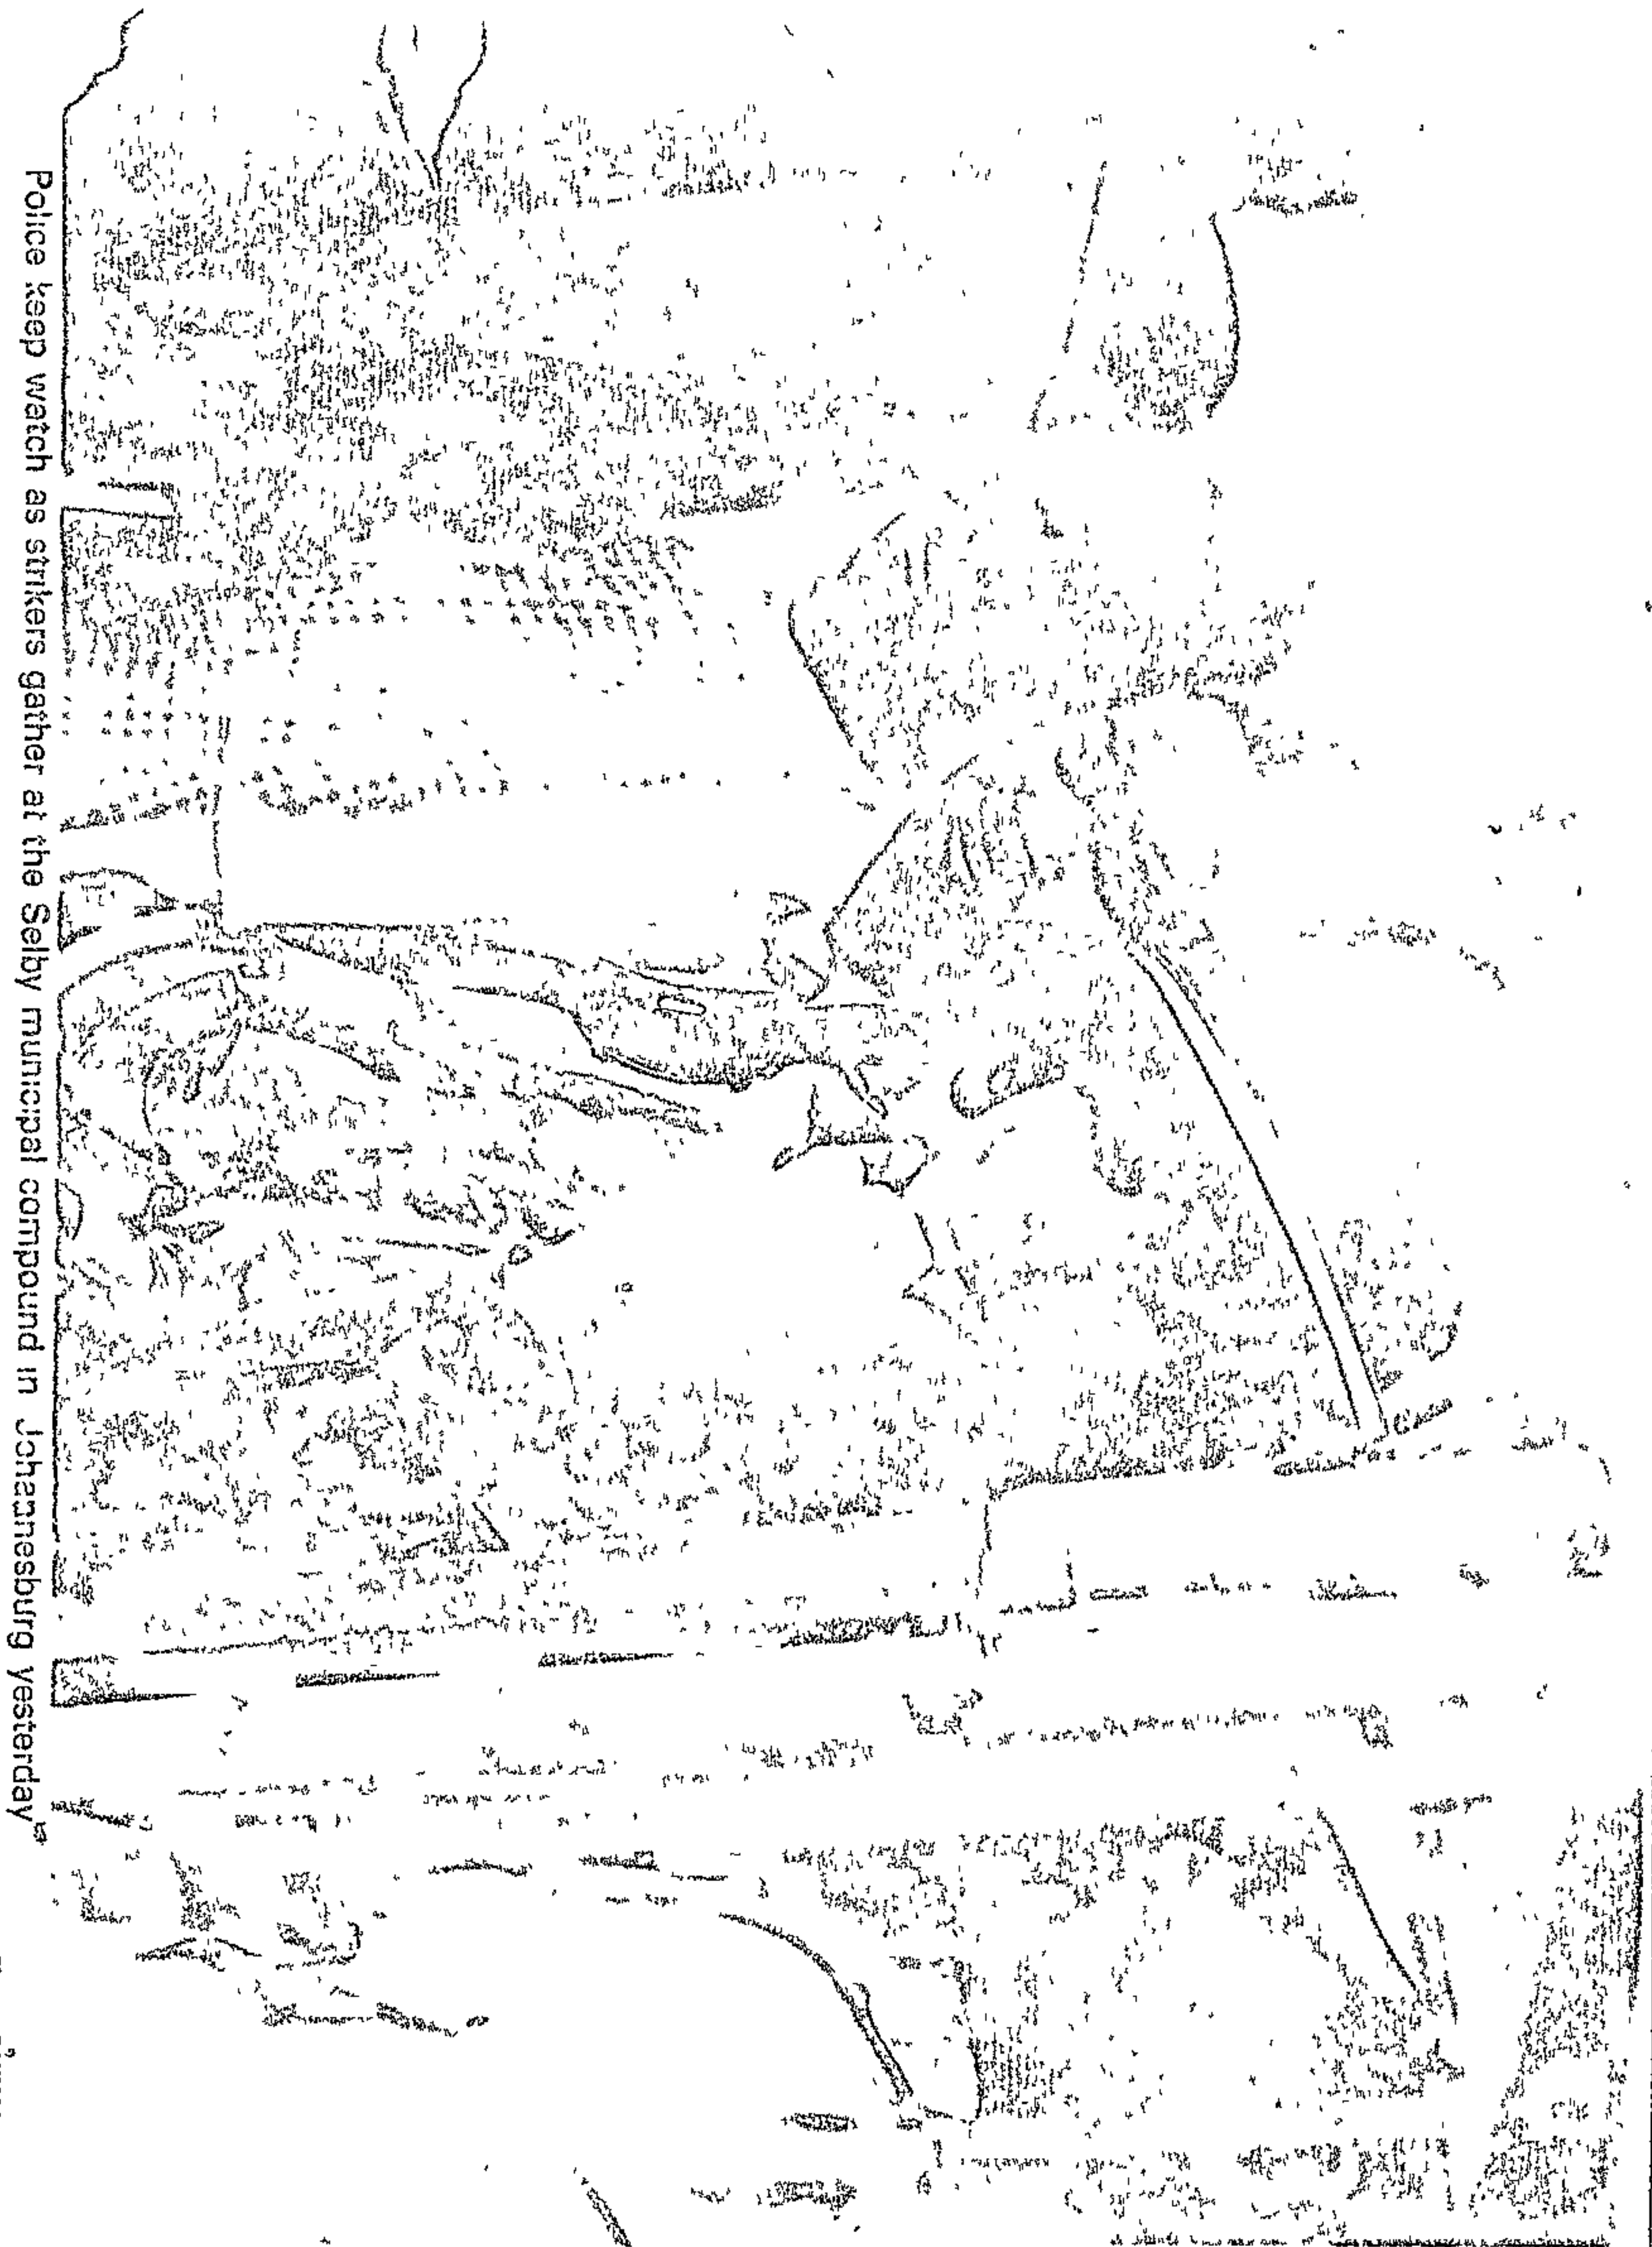 Police keep watch as strikers gather at the Selby municipal compound in Johannesburg yesterday